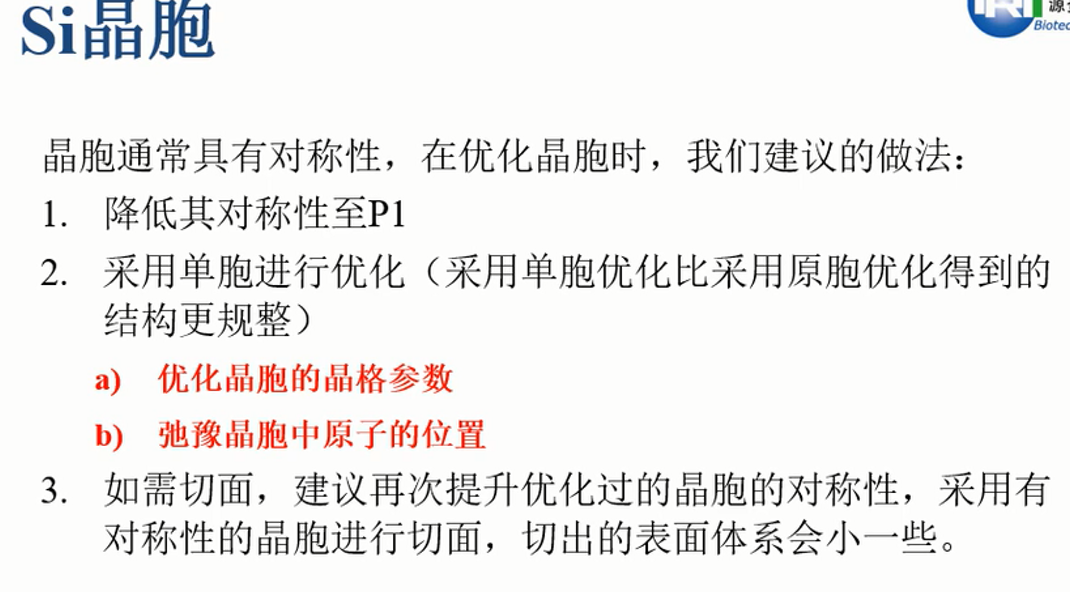 Si晶胞
源
Biotec
晶胞通常具有对称性，在优化晶胞时，我们建议的做法：
1. 降低其对称性至P1
2. 采用单胞进行优化（采用单胞优化比采用原胞优化得到的
结构更规整）
a) 优化晶胞的晶格参数
b) 弛豫晶胞中原子的位置
3. 如需切面，建议再次提升优化过的晶胞的对称性，采用有
对称性的晶胞进行切面，切出的表面体系会小一些。